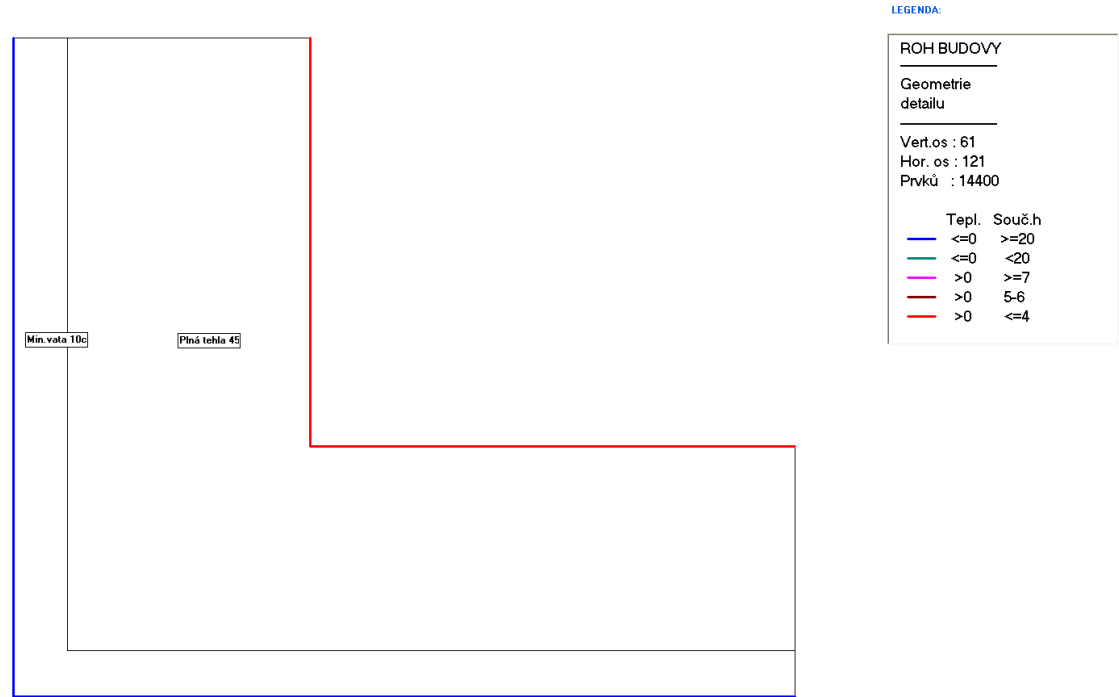 LEGENDA:
ROH BUDOVY
Geometrie
detailu
Vert.os : 61
Hor. os : 121
Prvků : 14400
Tepl. Souč.h
<=0 >=20
<=0 <20
>0 >=7
>0 5-6
>0 <=4
Min.vata 10c
Plná tehla 45